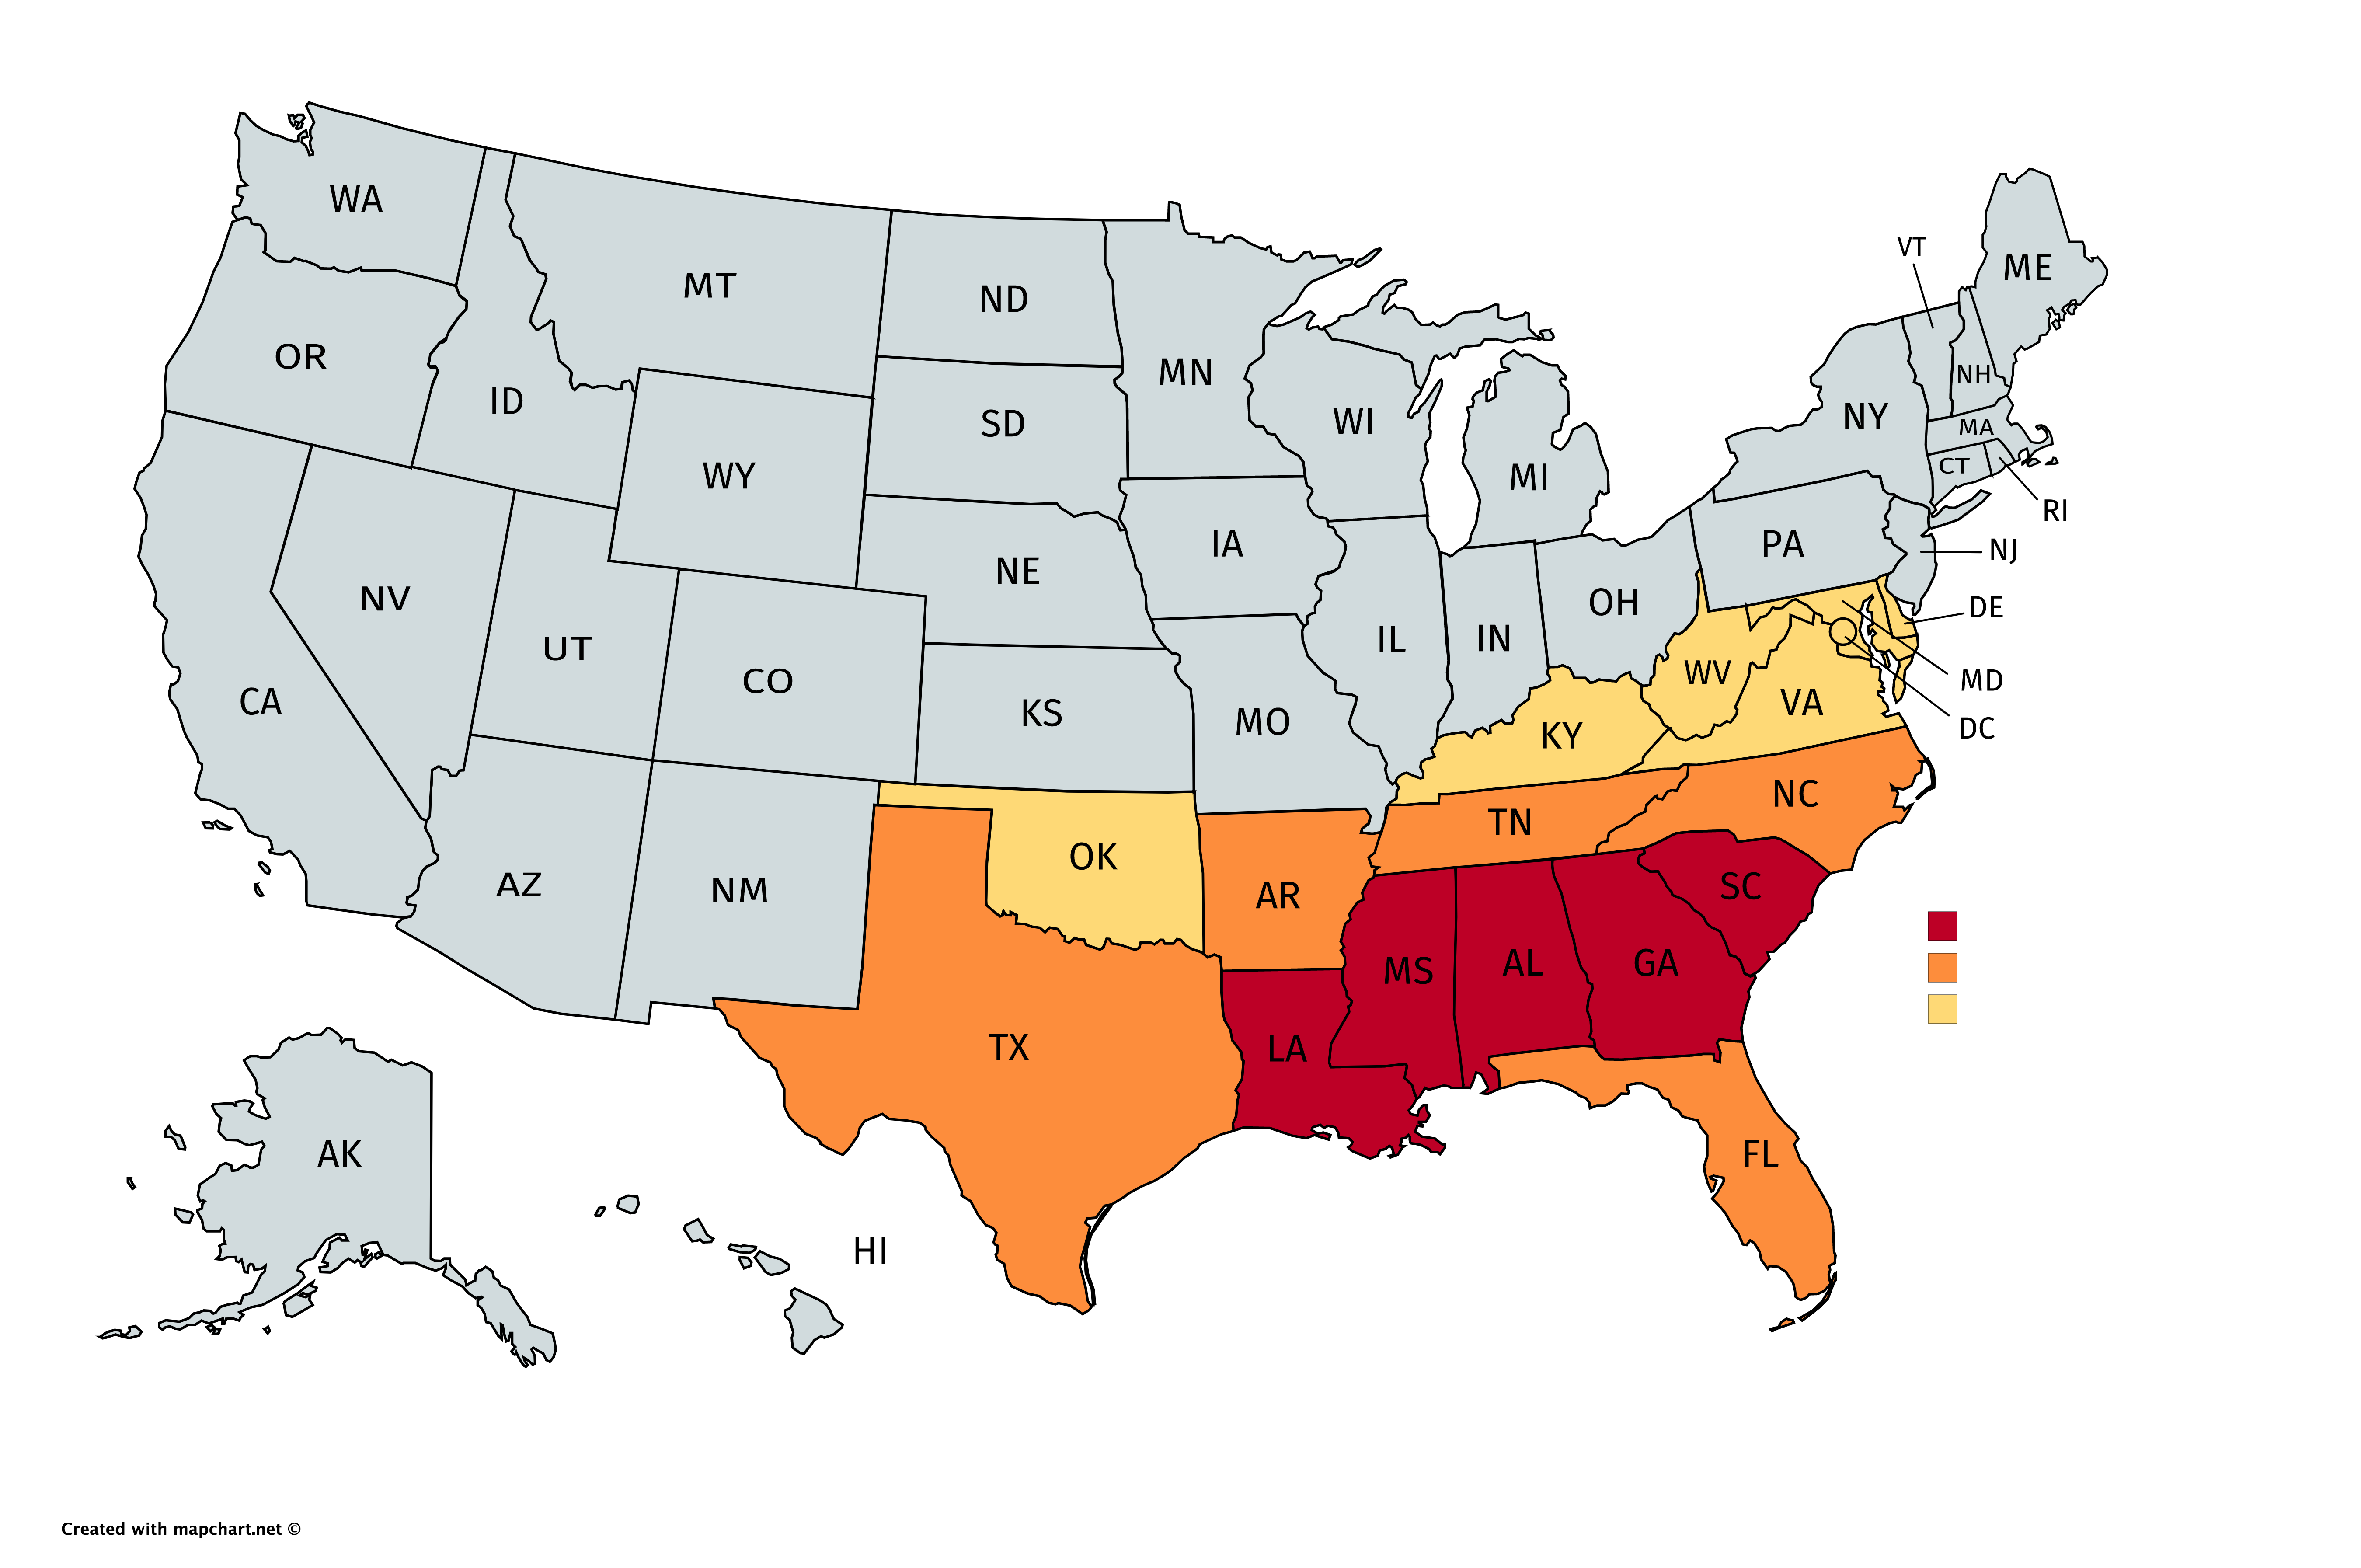 WA
MT
ND
MN
VT
ME
OR
ID
SD
WI
NH
WY
MI
NY
MA
CT
RI
NE
IA
PA
NJ
NV
UT
CO
IL
IN
OH
DE
WV
MD
CA
KS
MO
KY
VA
DC
NC
TN
OK
AR
SC
AZ
NM
MS
AL
GA
TX
LA
AK
FL
HI
Created with mapchart.net ©